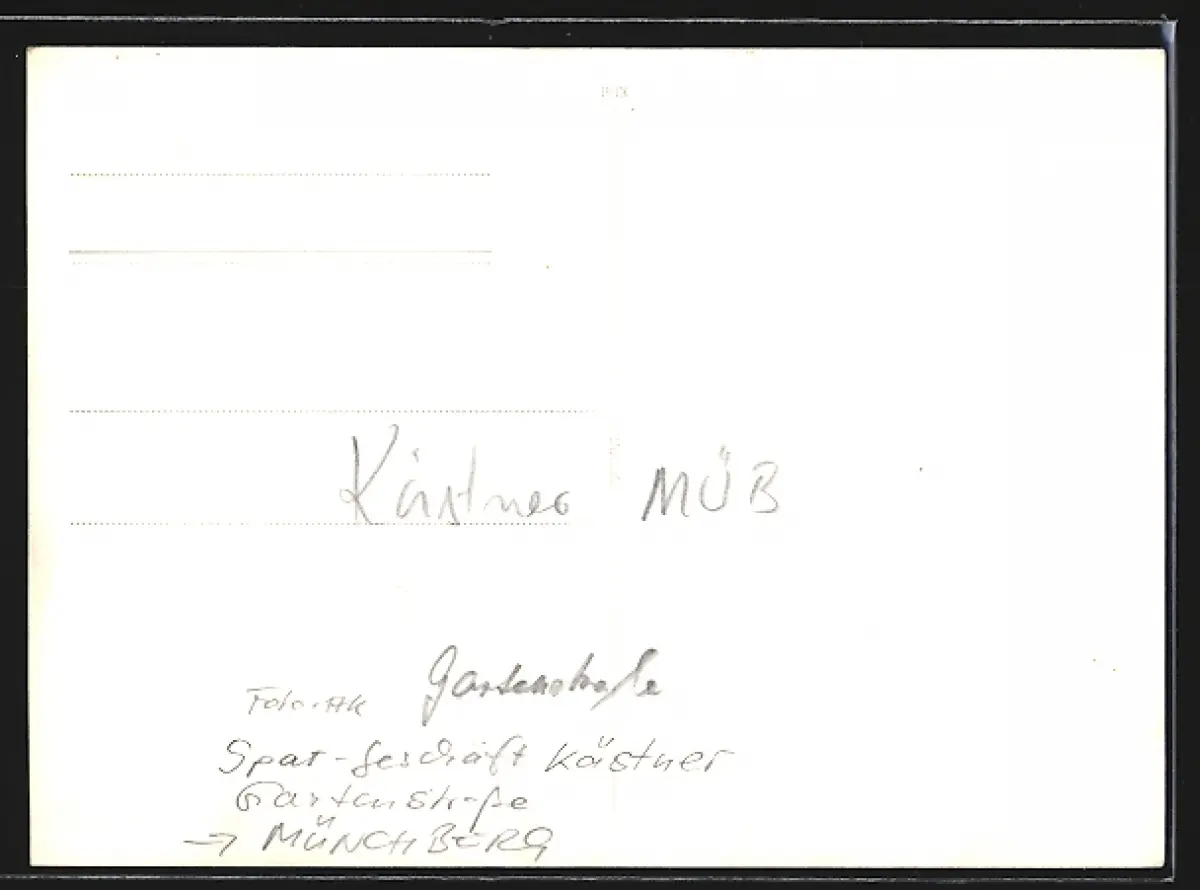 Kästner MÜB
Gartenstraße
Foto-AK
Spar-Geschäft Kästner
Gartenstraße
→ MÜNCHBERG